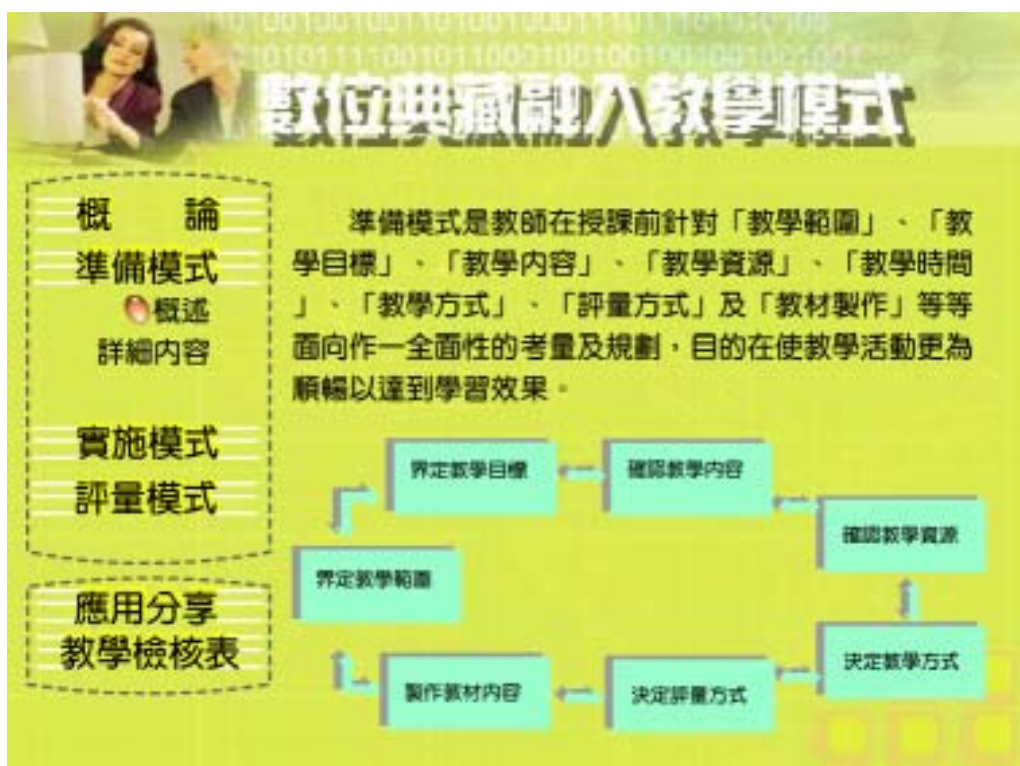 數位典藏融入教學模式
概 論
準備模式
概述
詳細內容
實施模式
評量模式
應用分享
教學檢核表
準備模式是教師在授課前針對「教學範圍」、「教
學目標」、「教學內容」、「教學資源」、「教學時間
」、「教學方式」、「評量方式」及「教材製作」等等
面向作一全面性的考量及規劃，目的在使教學活動更為
順暢以達到學習效果。
界定教學目標
確認教學內容
確認教學資源
界定教學範圍
決定教學方式
製作教材內容
決定評量方式